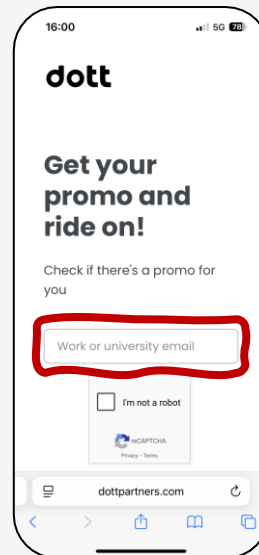 16:00
5G 78
dott
Get your
promo and
ride on!
Check if there's a promo for
you
Work or university email
I'm not a robot
reCAPTCHA
Privacy - Terms
dottpartners.com